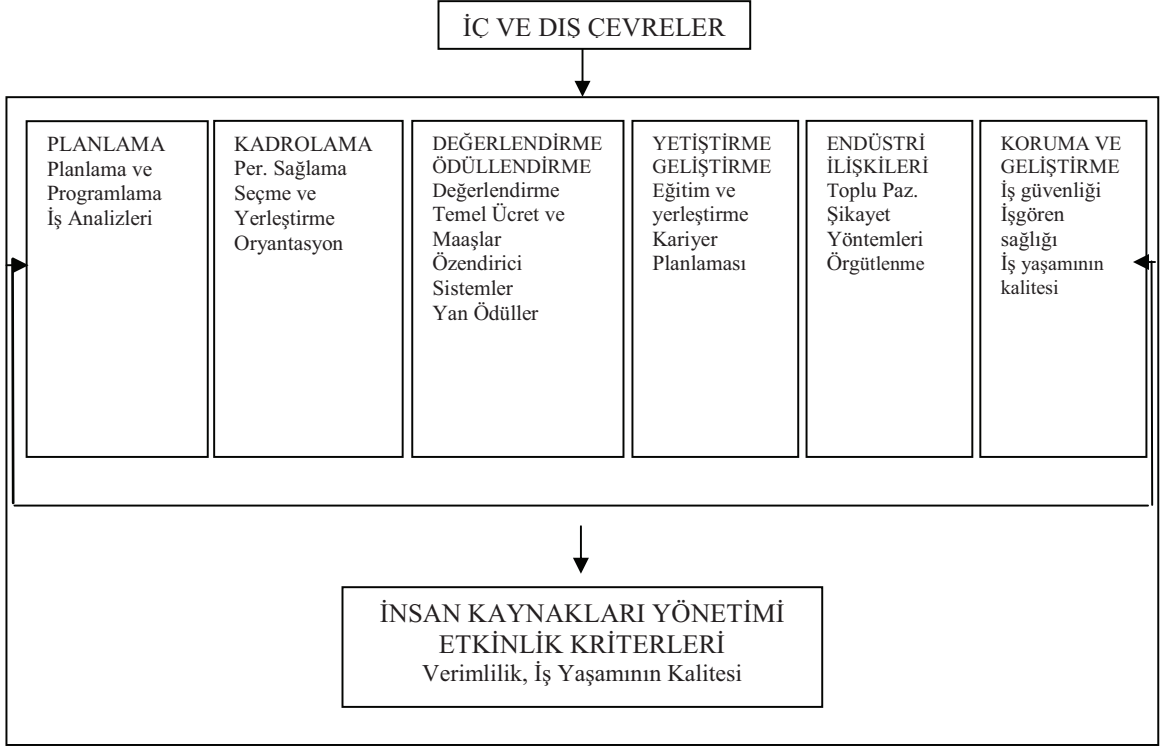 İÇ VE DIŞ ÇEVRELER
PLANLAMA
Planlama ve
Programlama
İş Analizleri
KADROLAMA
Per. Sağlama
Seçme ve
Yerleştirme
Oryantasyon
DEĞERLENDİRME
ÖDÜLLENDİRME
Değerlendirme
Temel Ücret ve
Maaşlar
Özendirici
Sistemler
Yan Ödüller
YETİŞTİRME
GELİŞTİRME
Eğitim ve
yerleştirme
Kariyer
Planlaması
ENDÜSTRİ
İLİŞKİLERİ
Toplu Paz.
Şikayet
Yöntemleri
Örgütlenme
KORUMA VE
GELİŞTİRME
İş güvenliği
İşgören
sağlığı
İş yaşamının
kalitesi
İNSAN KAYNAKLARI YÖNETİMİ
ETKİNLİK KRİTERLERİ
Verimlilik, İş Yaşamının Kalitesi